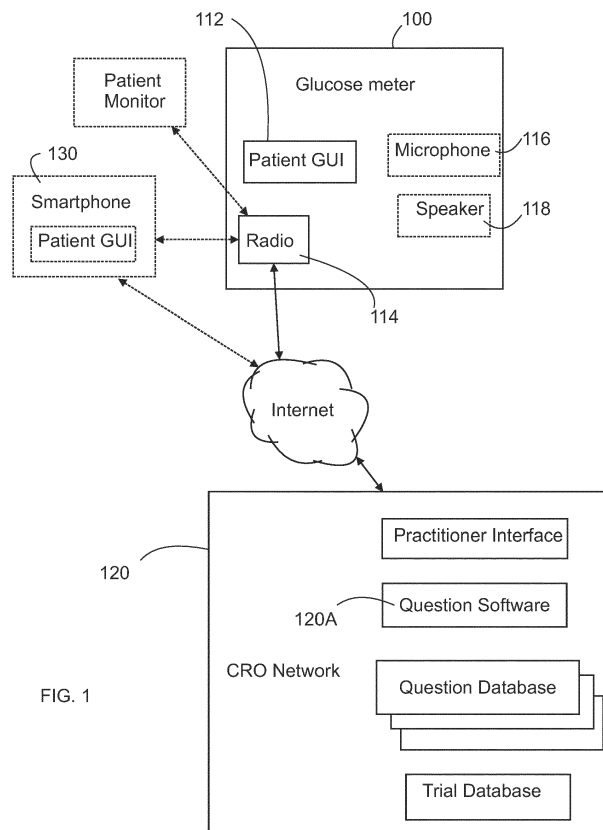 112
100
Patient
Monitor
Glucose meter
130
Patient GUI
Microphone
116
Smartphone
Speaker
118
Patient GUI
Radio
114
Internet
Practitioner Interface
120
120A
Question Software
CRO Network
Question Database
FIG. 1
Trial Database